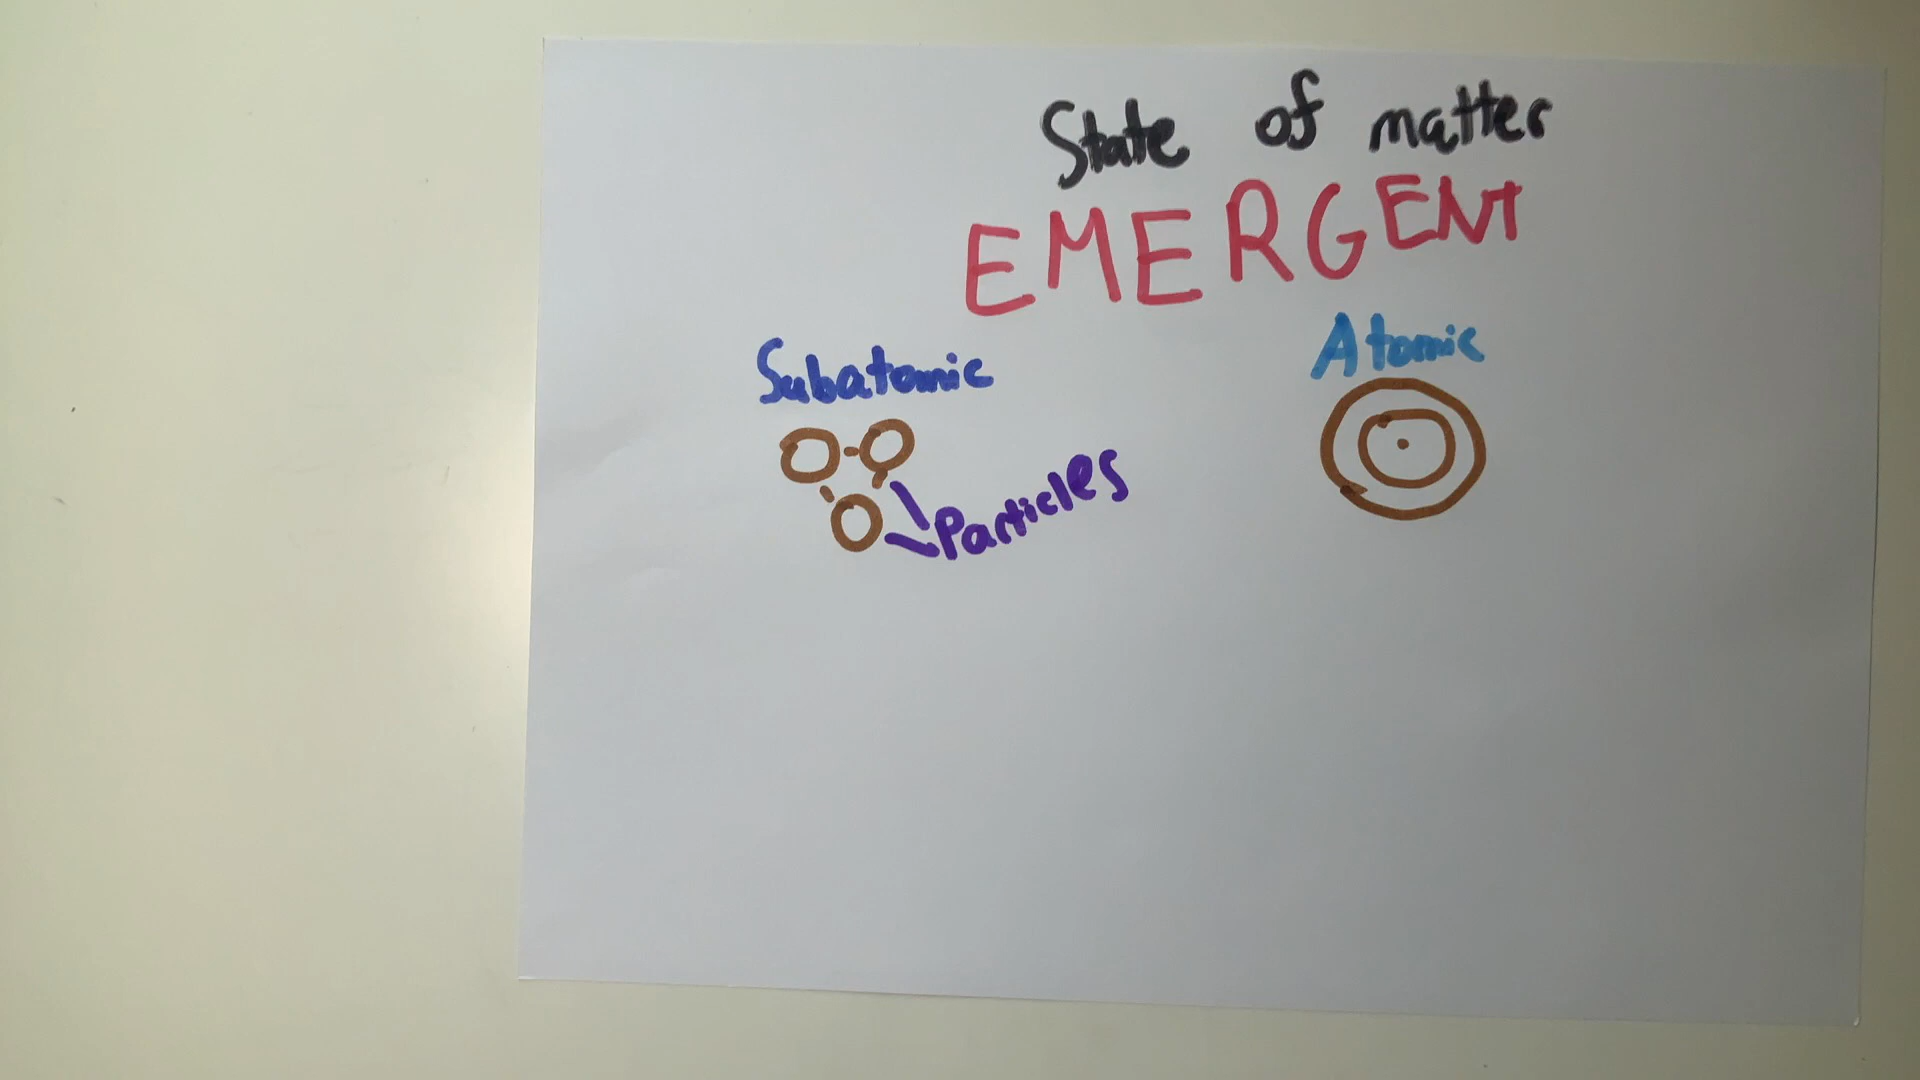 State of matter
EMERGENT
Subatomic
Atomic
Particles